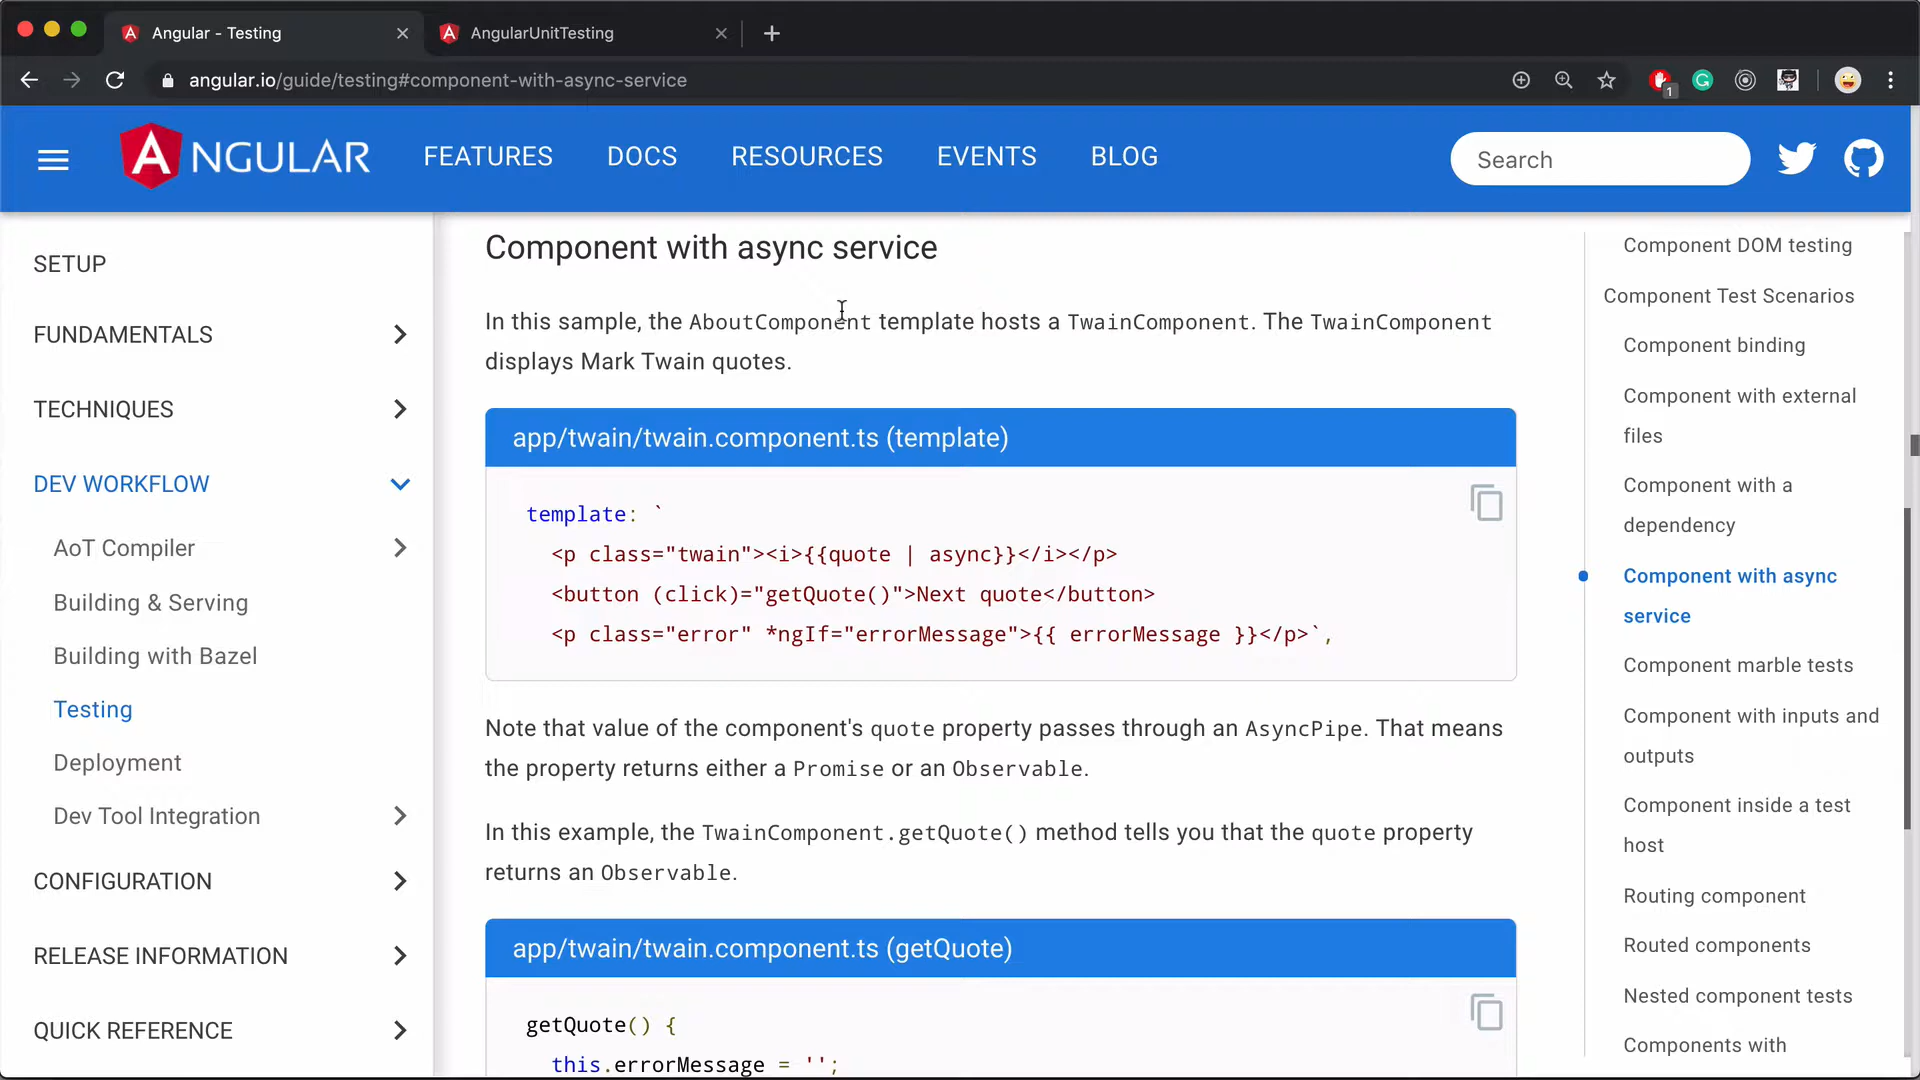 Angular - Testing
AngularUnitTesting
angular.io/guide/testing#component-with-async-service
1
ANGULAR
FEATURES
DOCS
RESOURCES
EVENTS
BLOG
Search
SETUP
FUNDAMENTALS
TECHNIQUES
DEV WORKFLOW
AoT Compiler
Building & Serving
Building with Bazel
Testing
Deployment
Dev Tool Integration
CONFIGURATION
RELEASE INFORMATION
QUICK REFERENCE
Component with async service
In this sample, the AboutComponent template hosts a TwainComponent. The TwainComponent
displays Mark Twain quotes.
app/twain/twain.component.ts (template)
template: `
<p class="twain"><i>{{quote | async}}</i></p>
<button (click)="getQuote()">Next quote</button>
<p class="error" *ngIf="errorMessage">{{ errorMessage }}</p>`,
Note that value of the component's quote property passes through an AsyncPipe. That means
the property returns either a Promise or an Observable.
In this example, the TwainComponent.getQuote() method tells you that the quote property
returns an Observable.
app/twain/twain.component.ts (getQuote)
getQuote() {
this.errorMessage = '';
Component DOM testing
Component Test Scenarios
Component binding
Component with external
files
Component with a
dependency
Component with async
service
Component marble tests
Component with inputs and
outputs
Component inside a test
host
Routing component
Routed components
Nested component tests
Components with